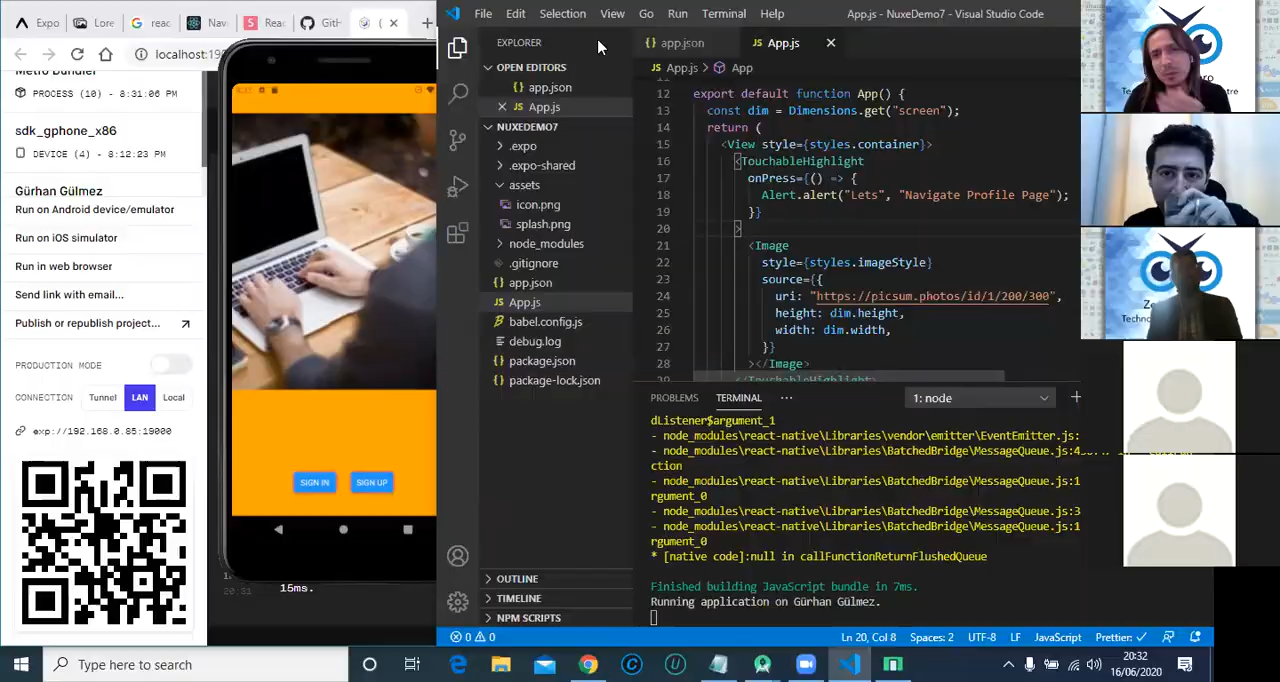 Expo
Lore
reac
Nav
Rea
GitH
(
localhost:190
Metro Bundler
PROCESS (10) - 8:31:06 PM
sdk_gphone_x86
DEVICE (4) - 8:12:23 PM
Gürhan Gülmez
Run on Android device/emulator
Run on iOS simulator
Run in web browser
Send link with email...
Publish or republish project...
PRODUCTION MODE
CONNECTION
Tunnel
LAN
Local
exp://192.168.0.85:19000
SIGN IN
SIGN UP
20:31
15ms.
File Edit Selection View Go Run Terminal Help
App.js - NuxeDemo7 - Visual Studio Code
EXPLORER
OPEN EDITORS
{} app.json
App.js
NUXEDEMO7
.expo
.expo-shared
assets
icon.png
splash.png
node_modules
.gitignore
{} app.json
JS App.js
babel.config.js
debug.log
{} package.json
{} package-lock.json
OUTLINE
TIMELINE
NPM SCRIPTS
{} app.json
JS App.js
JS App.js > App
12 export default function App() {
13 const dim = Dimensions.get("screen");
14 return (
15 <View style={styles.container}>
16 <TouchableHighlight
17 onPress={() => {
18 Alert.alert("Lets", "Navigate Profile Page");
19 }}
20 >
21 <Image
22 style={styles.imageStyle}
23 source={{
24 uri: "https://picsum.photos/id/1/200/300",
25 height: dim.height,
26 width: dim.width,
27 }}
28 ></Image>
29 </TouchableHighlight>
PROBLEMS
TERMINAL
1: node
dListener$argument_1
- node_modules\react-native\Libraries\vendor\emitter\EventEmitter.js:
- node_modules\react-native\Libraries\BatchedBridge\MessageQueue.js:4
ction
- node_modules\react-native\Libraries\BatchedBridge\MessageQueue.js:1
rgument_0
- node_modules\react-native\Libraries\BatchedBridge\MessageQueue.js:3
- node_modules\react-native\Libraries\BatchedBridge\MessageQueue.js:1
rgument_0
* [native code]:null in callFunctionReturnFlushedQueue
Finished building JavaScript bundle in 7ms.
Running application on Gürhan Gülmez.
0 0
Ln 20, Col 8
Spaces: 2
UTF-8
LF
JavaScript
Prettier: ✓
Type here to search
20:32
16/06/2020